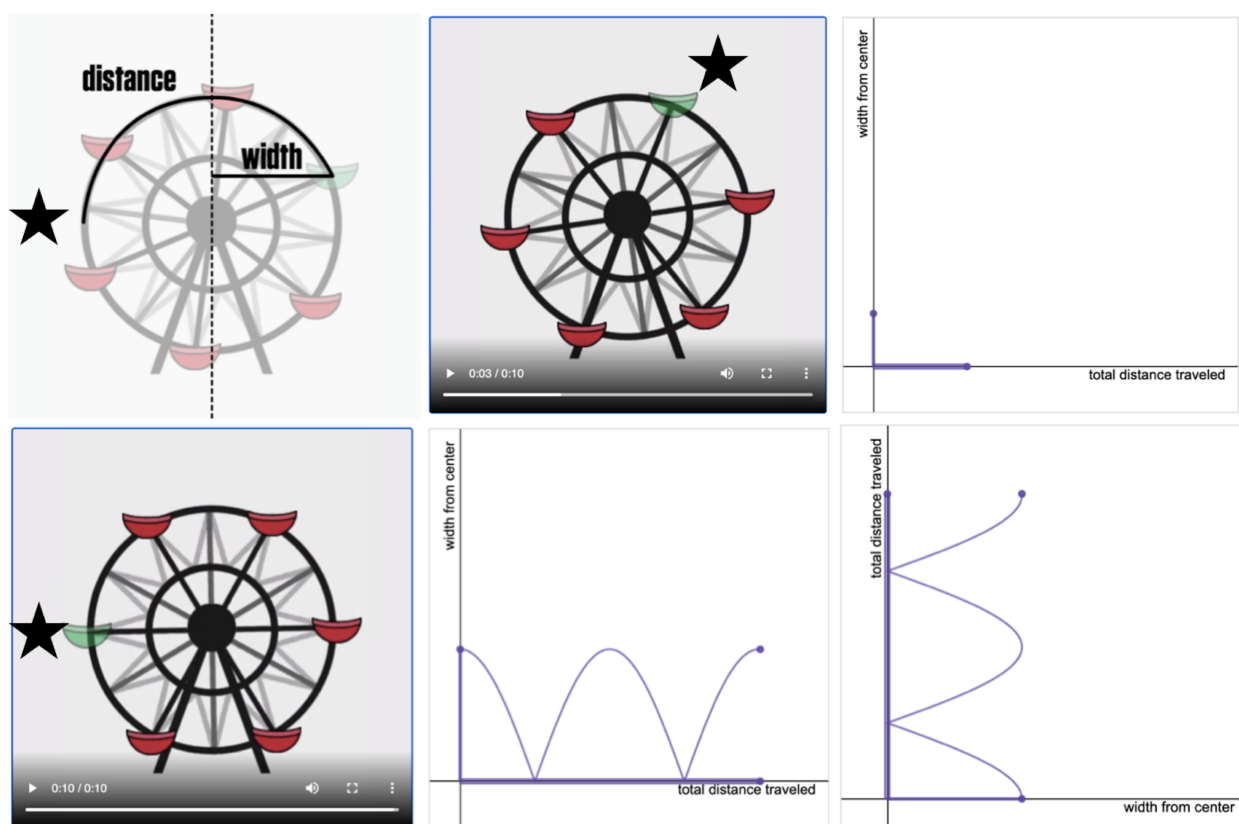 distance
width
0:03 / 0:10
width from center
total distance traveled
0:10 / 0:10
width from center
total distance traveled
total distance traveled
width from center